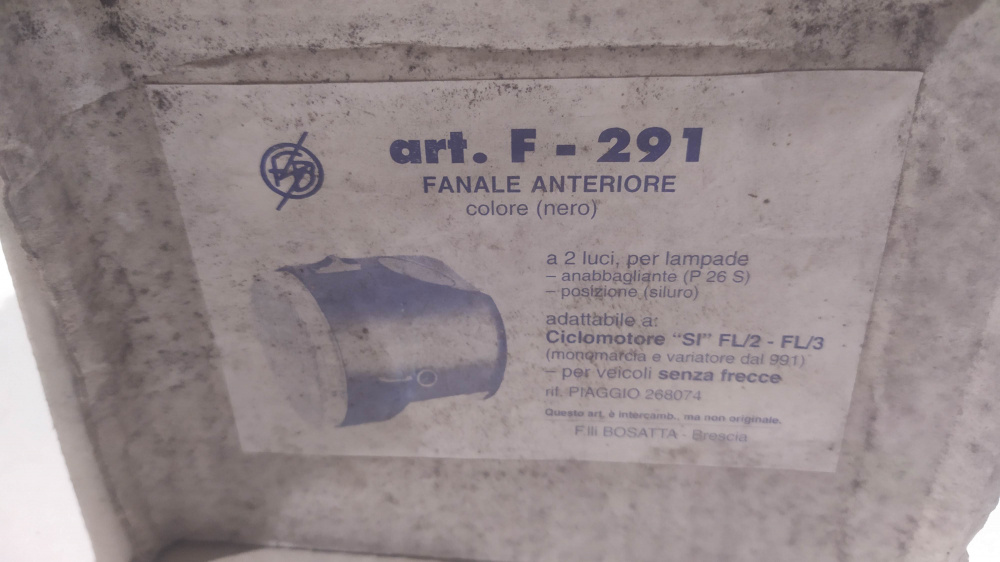 art. F - 291
FANALE ANTERIORE
colore (nero)
a 2 luci, per lampade
– anabbagliante (P 26 S)
– posizione (siluro)
adattabile a:
Ciclomotore “SI” FL/2 - FL/3
(monomarcia e variatore dal 991)
– per veicoli senza frecce
rif. PIAGGIO 268074
Questo art. è intercamb., ma non originale.
F.lli BOSATTA - Brescia